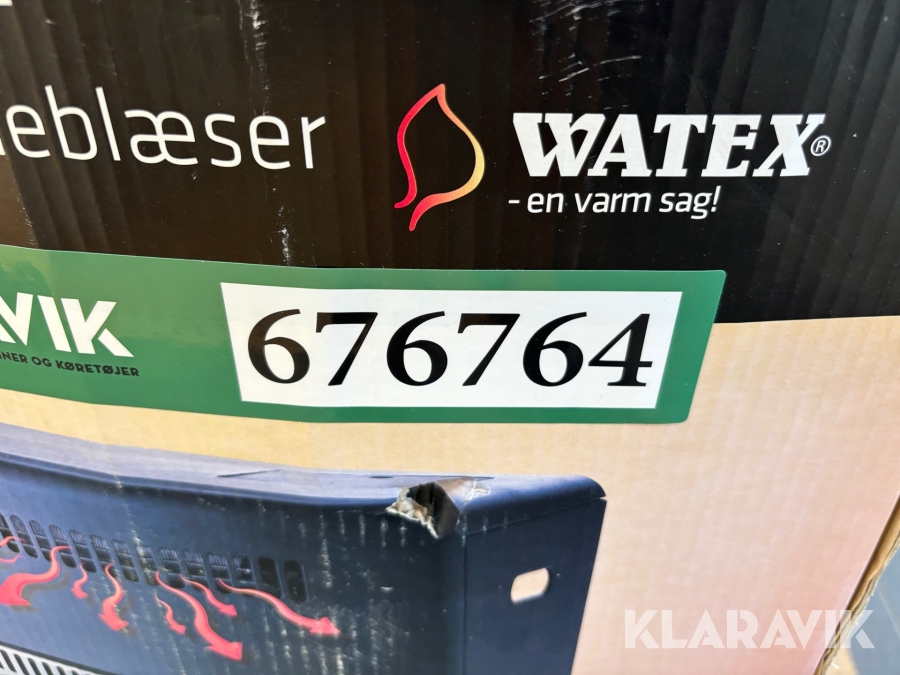 eblæser
WATEX®
- en varm sag!
VIK
NER OG KØRETØJER
676764
KLARAVIK